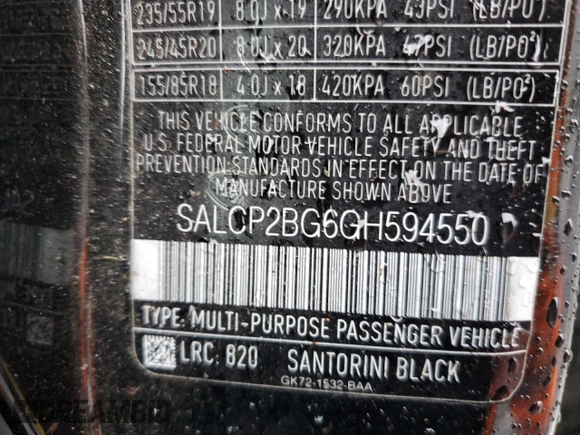 235/55R19 8.0J x 19 290KPA 43PSI (LB/PO²)
245/45R20 8.0J x 20 320KPA 47PSI (LB/PO²)
155/85R18 4.0J x 18 420KPA 60PSI (LB/PO²)
THIS VEHICLE CONFORMS TO ALL APPLICABLE
U.S. FEDERAL MOTOR VEHICLE SAFETY AND THEFT
PREVENTION STANDARDS IN EFFECT ON THE DATE OF
MANUFACTURE SHOWN ABOVE.
SALCP2BG6GH594550
TYPE: MULTI-PURPOSE PASSENGER VEHICLE
LRC: 820 SANTORINI BLACK
GK72-1532-BAA
DREAMBID